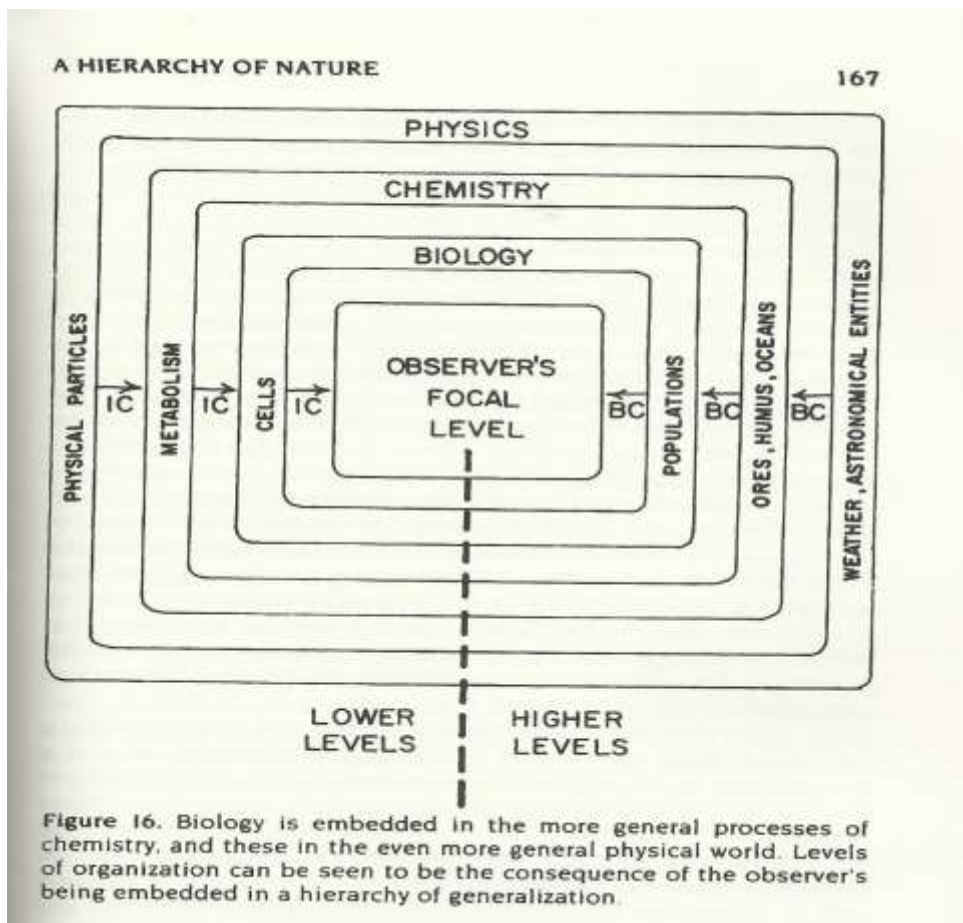 A HIERARCHY OF NATURE
167
PHYSICS
CHEMISTRY
BIOLOGY
PHYSICAL PARTICLES
IC
METABOLISM
IC
CELLS
IC
OBSERVER'S
FOCAL
LEVEL
BC
POPULATIONS
BC
ORES, HUMUS, OCEANS
BC
WEATHER, ASTRONOMICAL ENTITIES
LOWER
LEVELS
HIGHER
LEVELS
Figure 16. Biology is embedded in the more general processes of
chemistry, and these in the even more general physical world. Levels
of organization can be seen to be the consequence of the observer's
being embedded in a hierarchy of generalization.